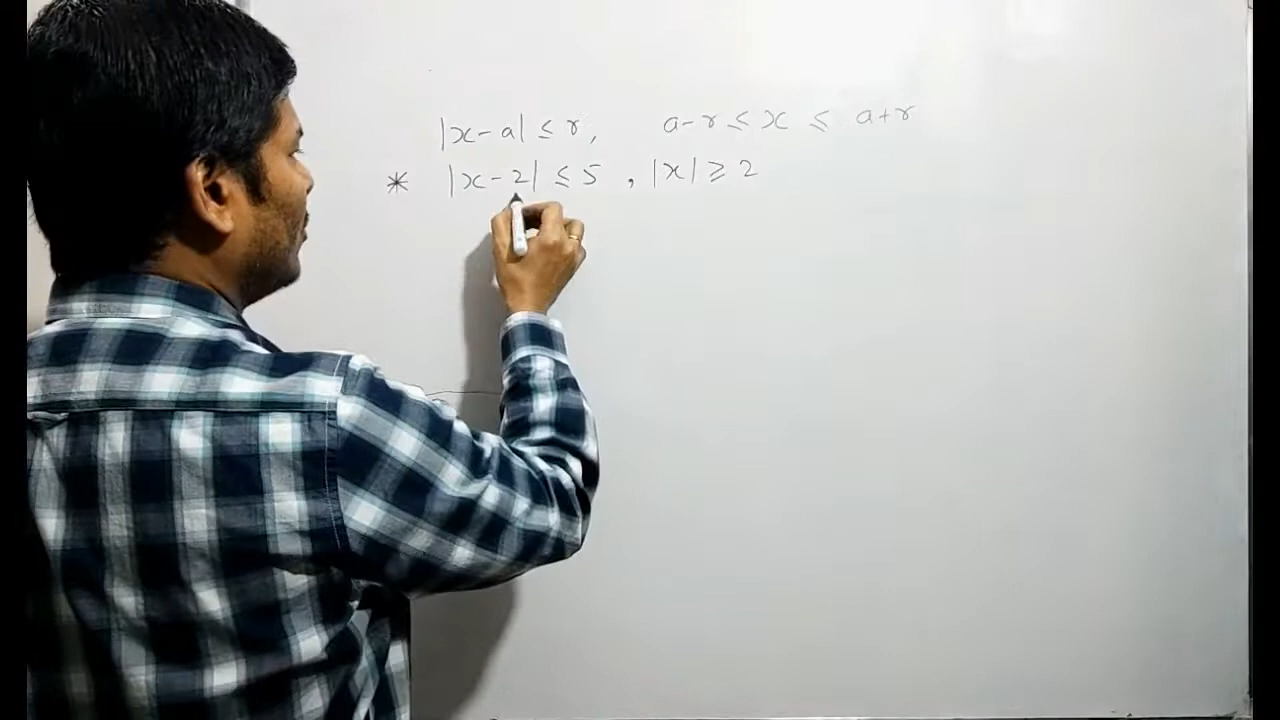 |x-a| ≤ r, a-r ≤ x ≤ a+r
* |x-2| ≤ 5 , |x| ≥ 2